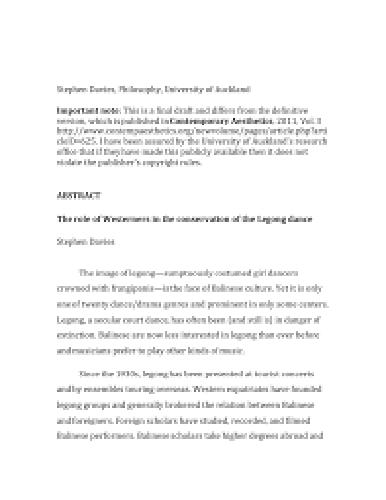 Stephen Davies, Philosophy, University of Auckland
Important note: This is a final draft and differs from the definitive
version, which is published in Contemporary Aesthetics, 2011, Vol.
http://www.contempaesthetics.org/newvolume/pages/article.php?arti
cleID=625. I have been assured by the University of Auckland's research
office that if they have made this publicly available then it does not
violate the publisher's copyright rules.
ABSTRACT
The role of Westerners in the conservation of the Legong dance
Stephen Davies
The image of legong—sumptuously costumed girl dancers
crowned with frangipanis—is the face of Balinese culture. Yet it is only
one of twenty dance/drama genres and prominent in only some centers.
Legong, a secular court dance, has often been (and still is) in danger of
extinction. Balinese are now less interested in legong than ever before
and musicians prefer to play other kinds of music.
Since the 1930s, legong has been presented at tourist concerts
and by ensembles touring overseas. Western expatriates have founded
legong groups and generally brokered the relation between Balinese
and foreigners. Foreign scholars have studied, recorded, and filmed
Balinese performers. Balinese scholars take higher degrees abroad and